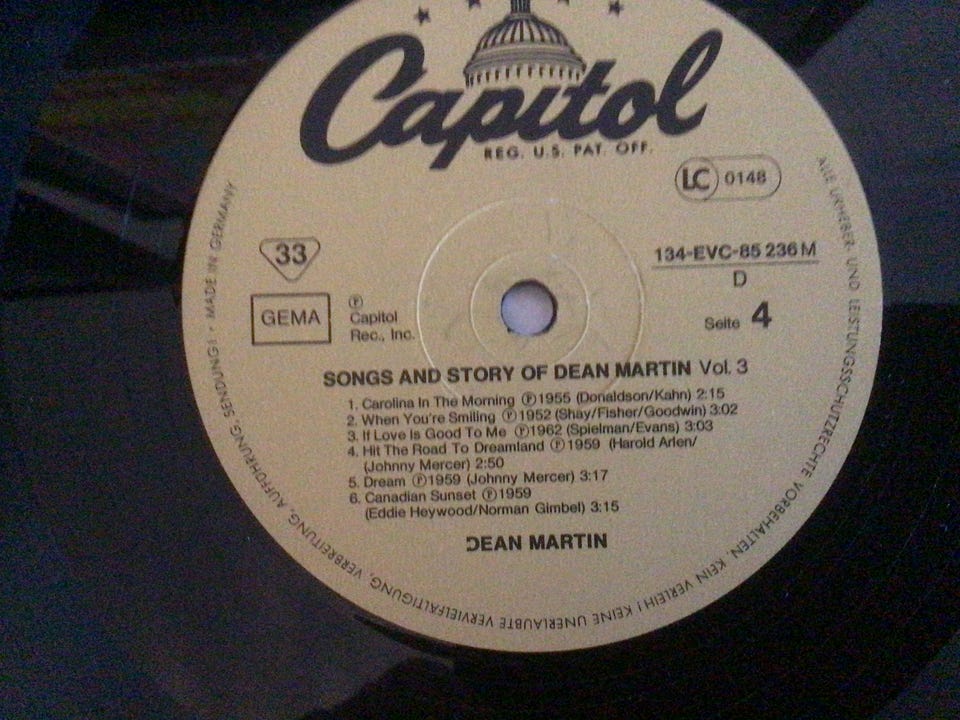 Capitol
REG. U.S. PAT. OFF.
LC 0148
33
134-EVC-85 236 M
D
GEMA
℗
Capitol
Rec., Inc.
Seite 4
SONGS AND STORY OF DEAN MARTIN Vol. 3
1. Carolina In The Morning ℗1955 (Donaldson/Kahn) 2:15
2. When You're Smiling ℗1952 (Shay/Fisher/Goodwin) 3:02
3. If Love Is Good To Me ℗1962 (Spielman/Evans) 3:03
4. Hit The Road To Dreamland ℗1959 (Harold Arlen/
(Johnny Mercer) 2:50
5. Dream ℗1959 (Johnny Mercer) 3:17
6. Canadian Sunset ℗1959
(Eddie Heywood/Norman Gimbel) 3:15
DEAN MARTIN
ALLE URHEBER- UND LEISTUNGSSCHUTZRECHTE VORBEHALTEN. KEIN VERLEIH! KEINE UNERLAUBTE VERVIELFÄLTIGUNG, VERBREITUNG, AUFFÜHRUNG, SENDUNG! • MADE IN GERMANY